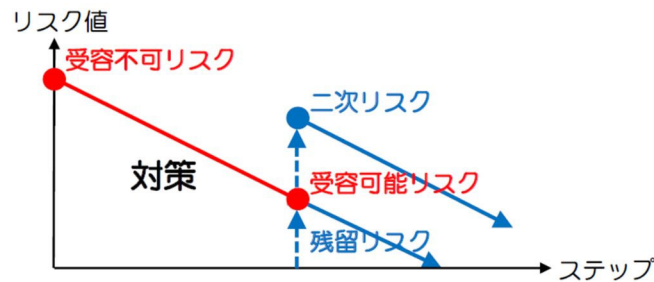 リスク値
受容不可リスク
二次リスク
対策
受容可能リスク
残留リスク
ステップ